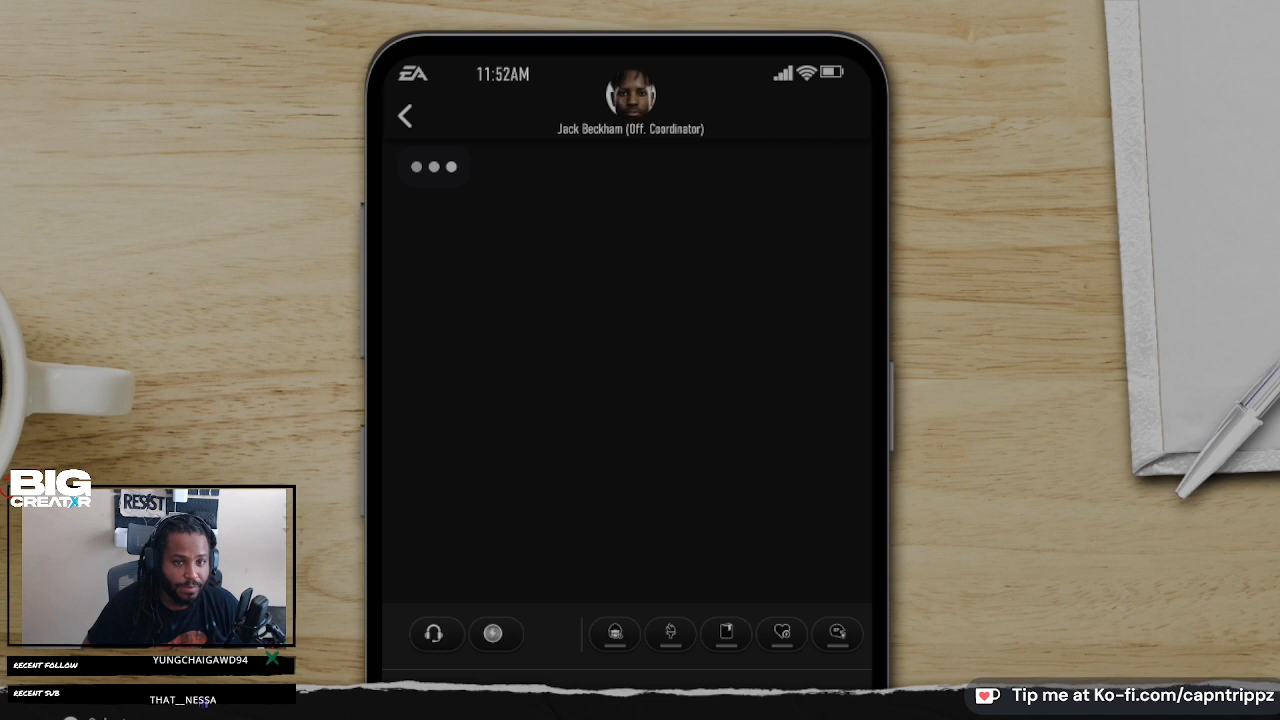 EA
11:52AM
Jack Beckham (Off. Coordinator)
BIG
CREATXR
RESIST
RECENT FOLLOW
YUNGCHAIGAWD94
RECENT SUB
THAT__NESSA
Tip me at Ko-fi.com/capntrippz